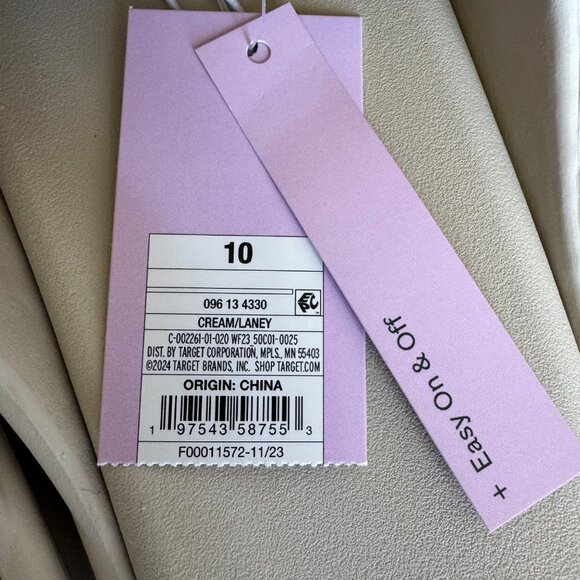 10
096 13 4330
EPC
TM
CREAM/LANEY
C-002261-01-020 WF23 50C01-0025
DIST. BY TARGET CORPORATION, MPLS., MN 55403
©2024 TARGET BRANDS, INC. SHOP TARGET.COM
ORIGIN: CHINA
1 97543 58755 3
F00011572-11/23
+ Easy On & Off